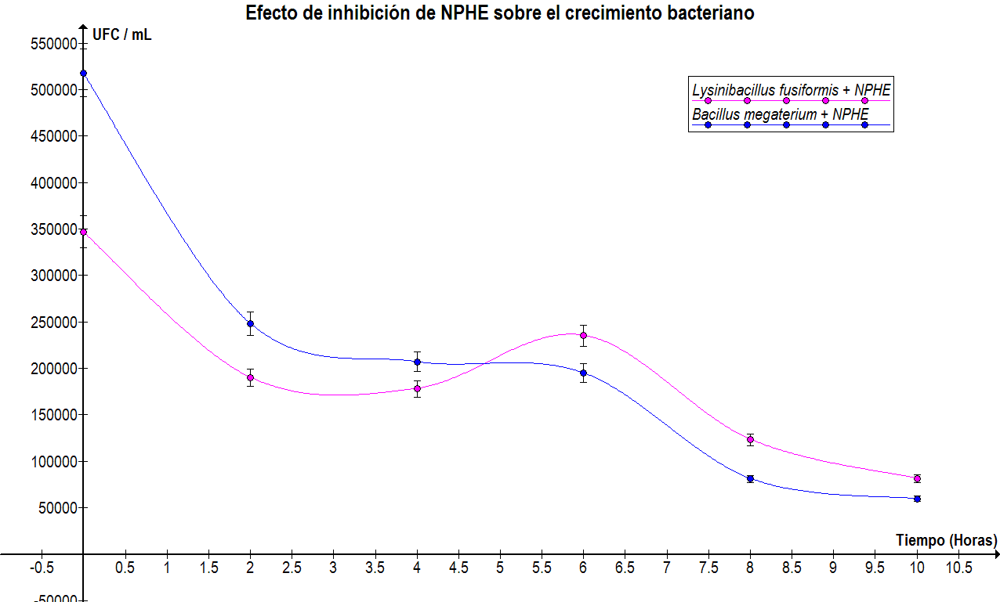 Efecto de inhibición de NPHE sobre el crecimiento bacteriano
UFC / mL
550000
500000
450000
400000
350000
300000
250000
200000
150000
100000
50000
-50000
Lysinibacillus fusiformis + NPHE
Bacillus megaterium + NPHE
Tiempo (Horas)
-0.5 0.5 1 1.5 2 2.5 3 3.5 4 4.5 5 5.5 6 6.5 7 7.5 8 8.5 9 9.5 10 10.5